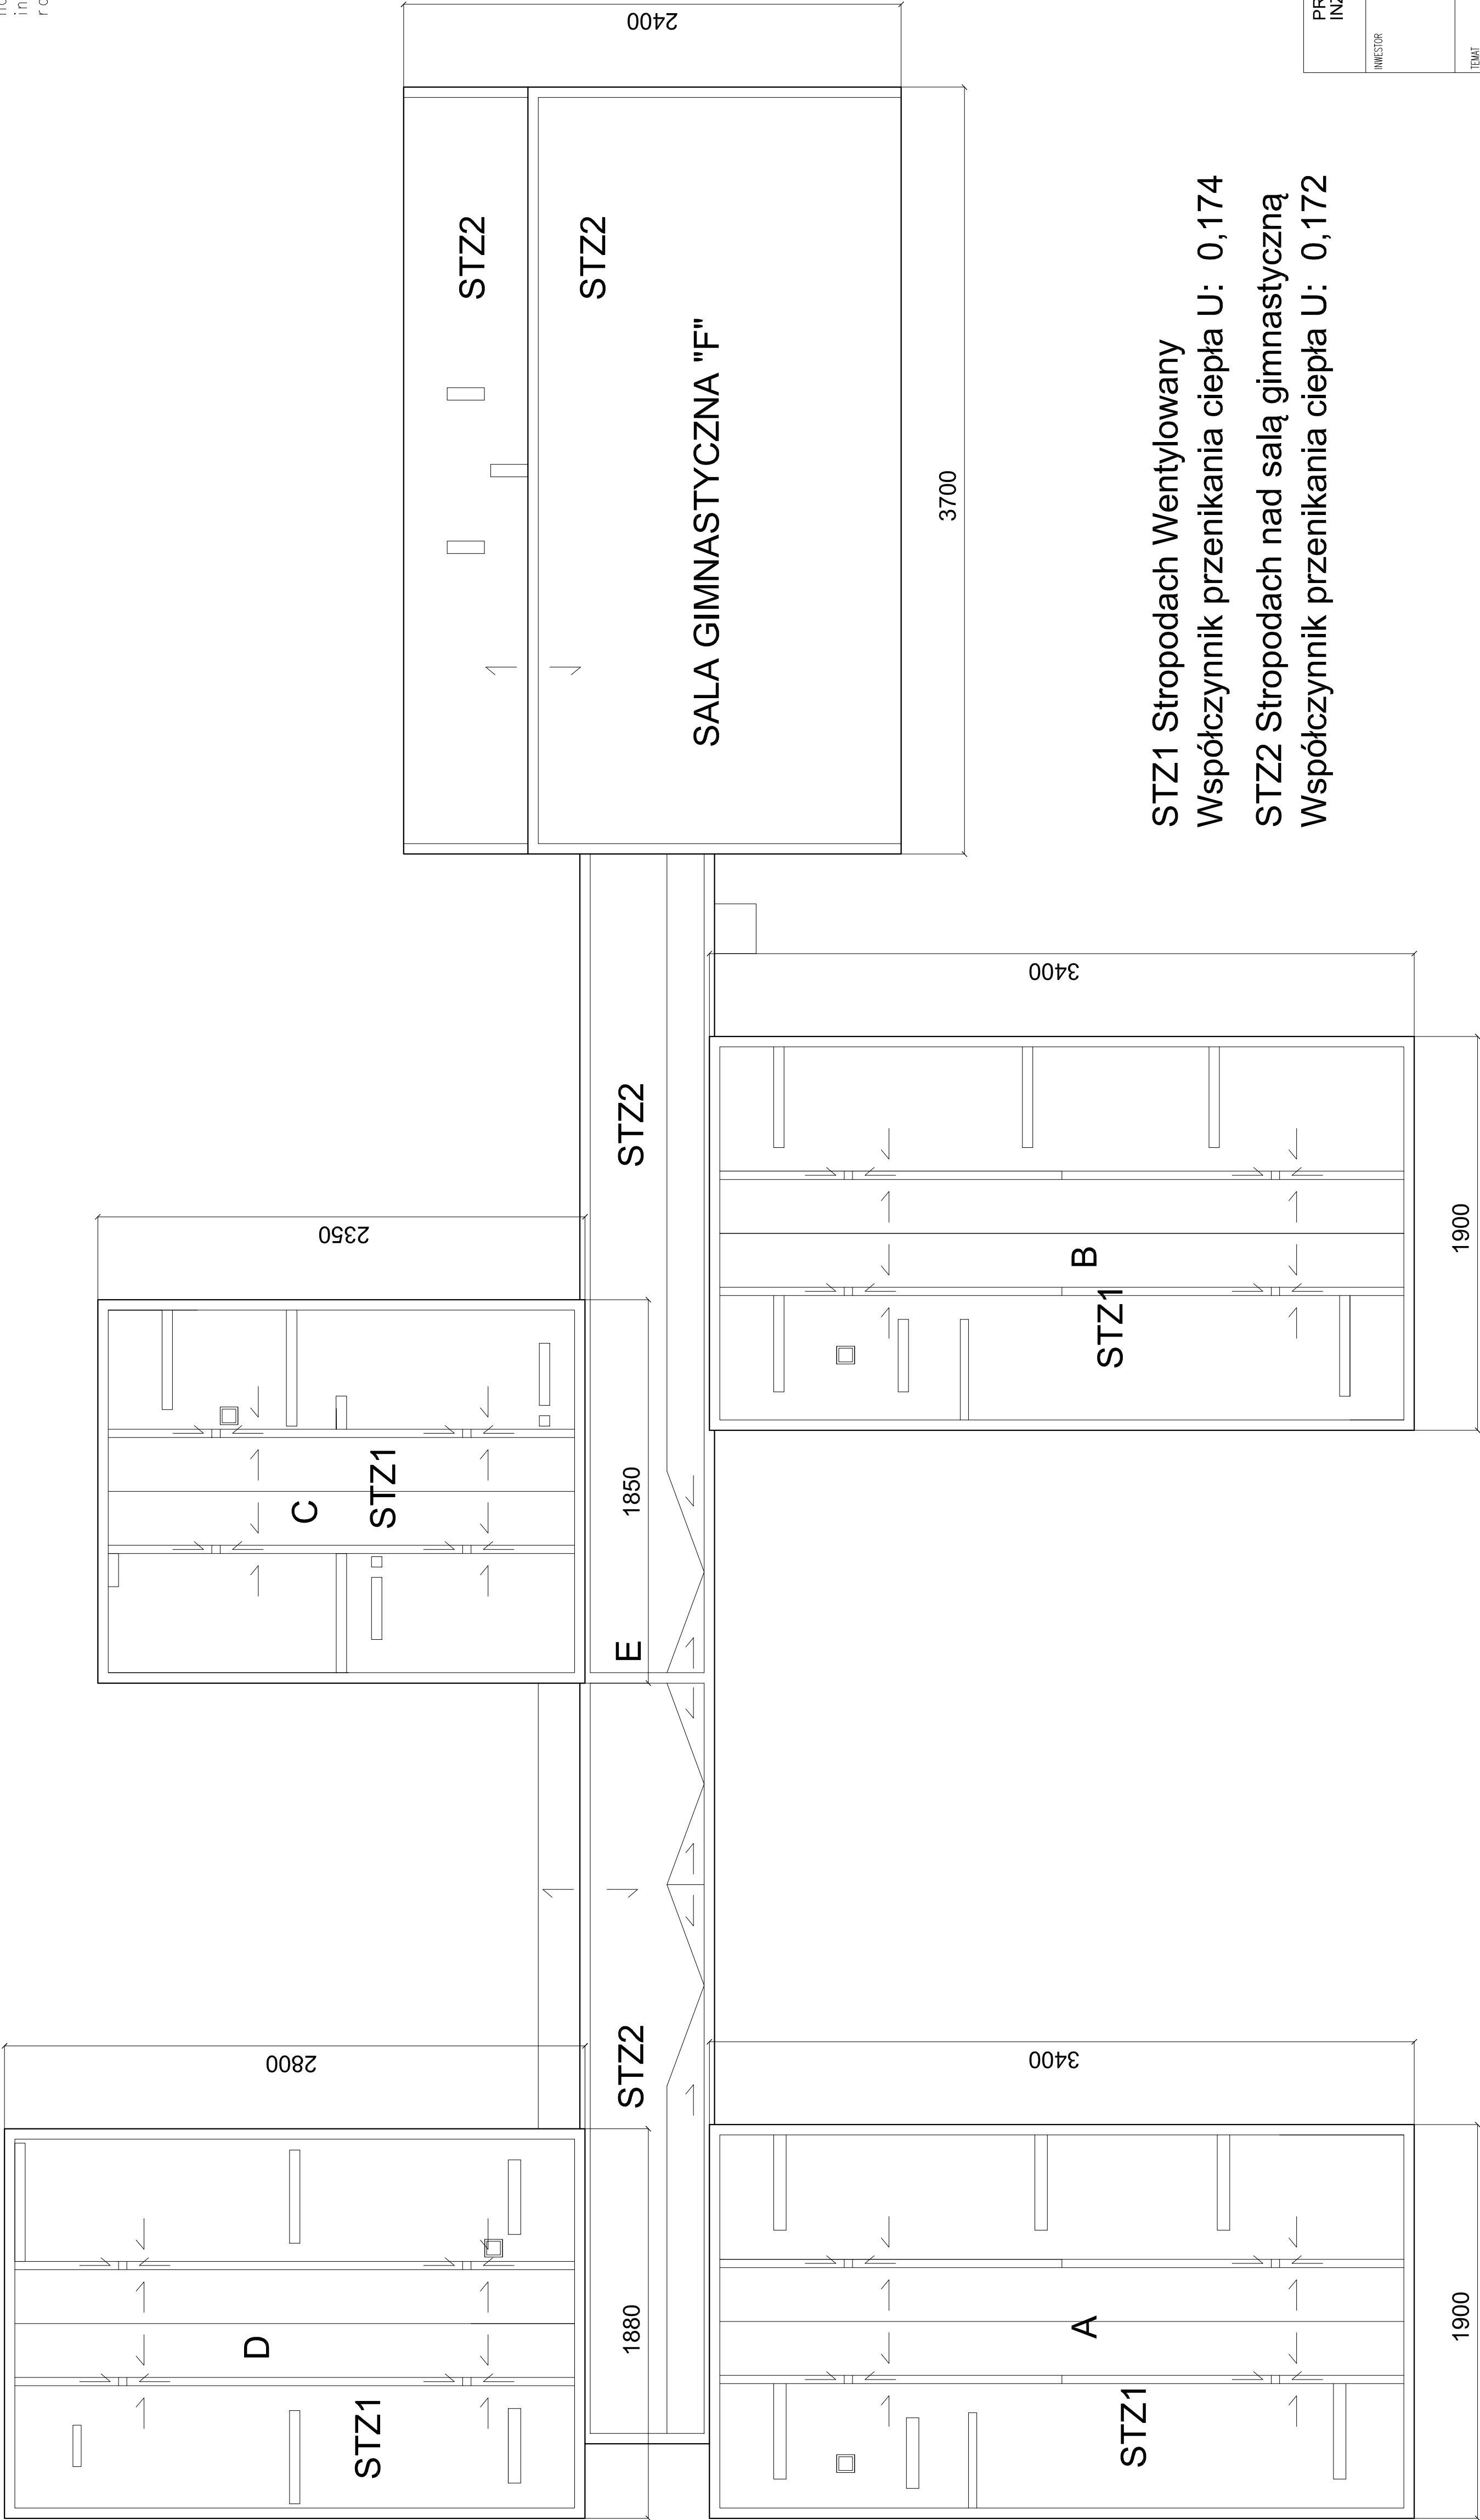 2400
STZ2
STZ2
SALA GIMNASTYCZNA "F"
3700
STZ1 Stropodach Wentylowany
Współczynnik przenikania ciepła U: 0,174
STZ2 Stropodach nad salą gimnastyczną
Współczynnik przenikania ciepła U: 0,172
INWESTOR
TEMAT
2350
C
STZ1
1850
STZ2
E
3400
B
STZ1
1900
2800
D
STZ1
1880
STZ2
3400
A
STZ1
1900